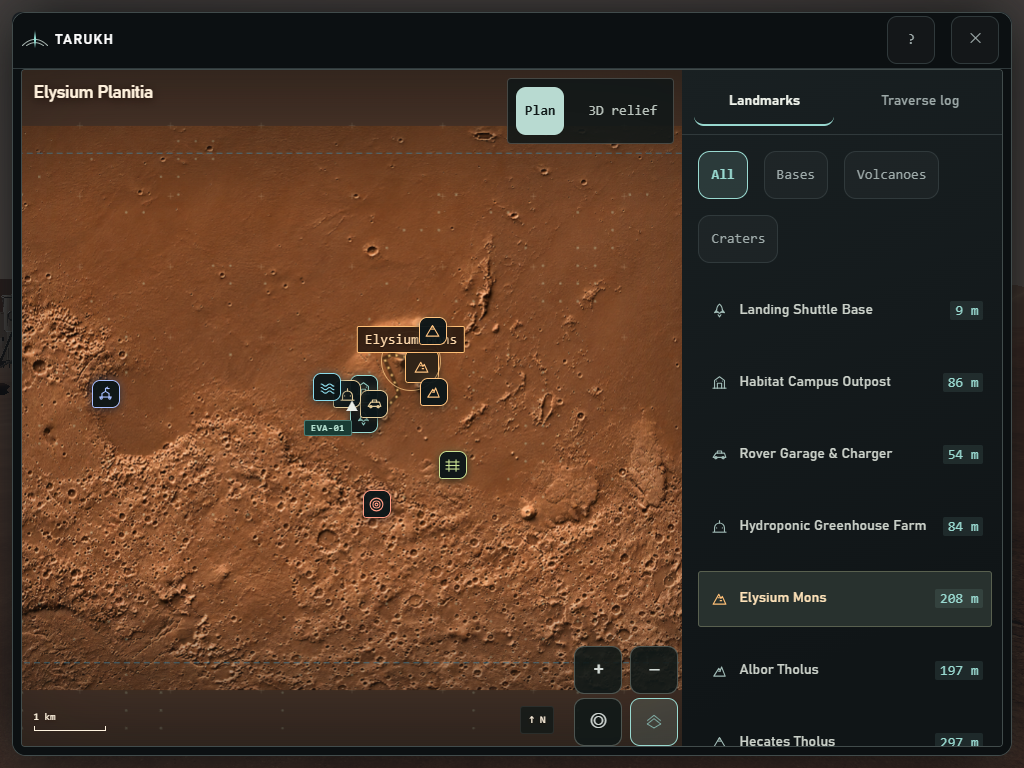 TARUKH
?
Elysium Planitia
Plan
3D relief
Landmarks
Traverse log
All
Bases
Volcanoes
Craters
Landing Shuttle Base
9 m
Habitat Campus Outpost
86 m
Rover Garage & Charger
54 m
Hydroponic Greenhouse Farm
84 m
Elysium Mons
208 m
Albor Tholus
197 m
Hecates Tholus
297 m
Elysium
EVA-01
+
−
1 km
↑ N